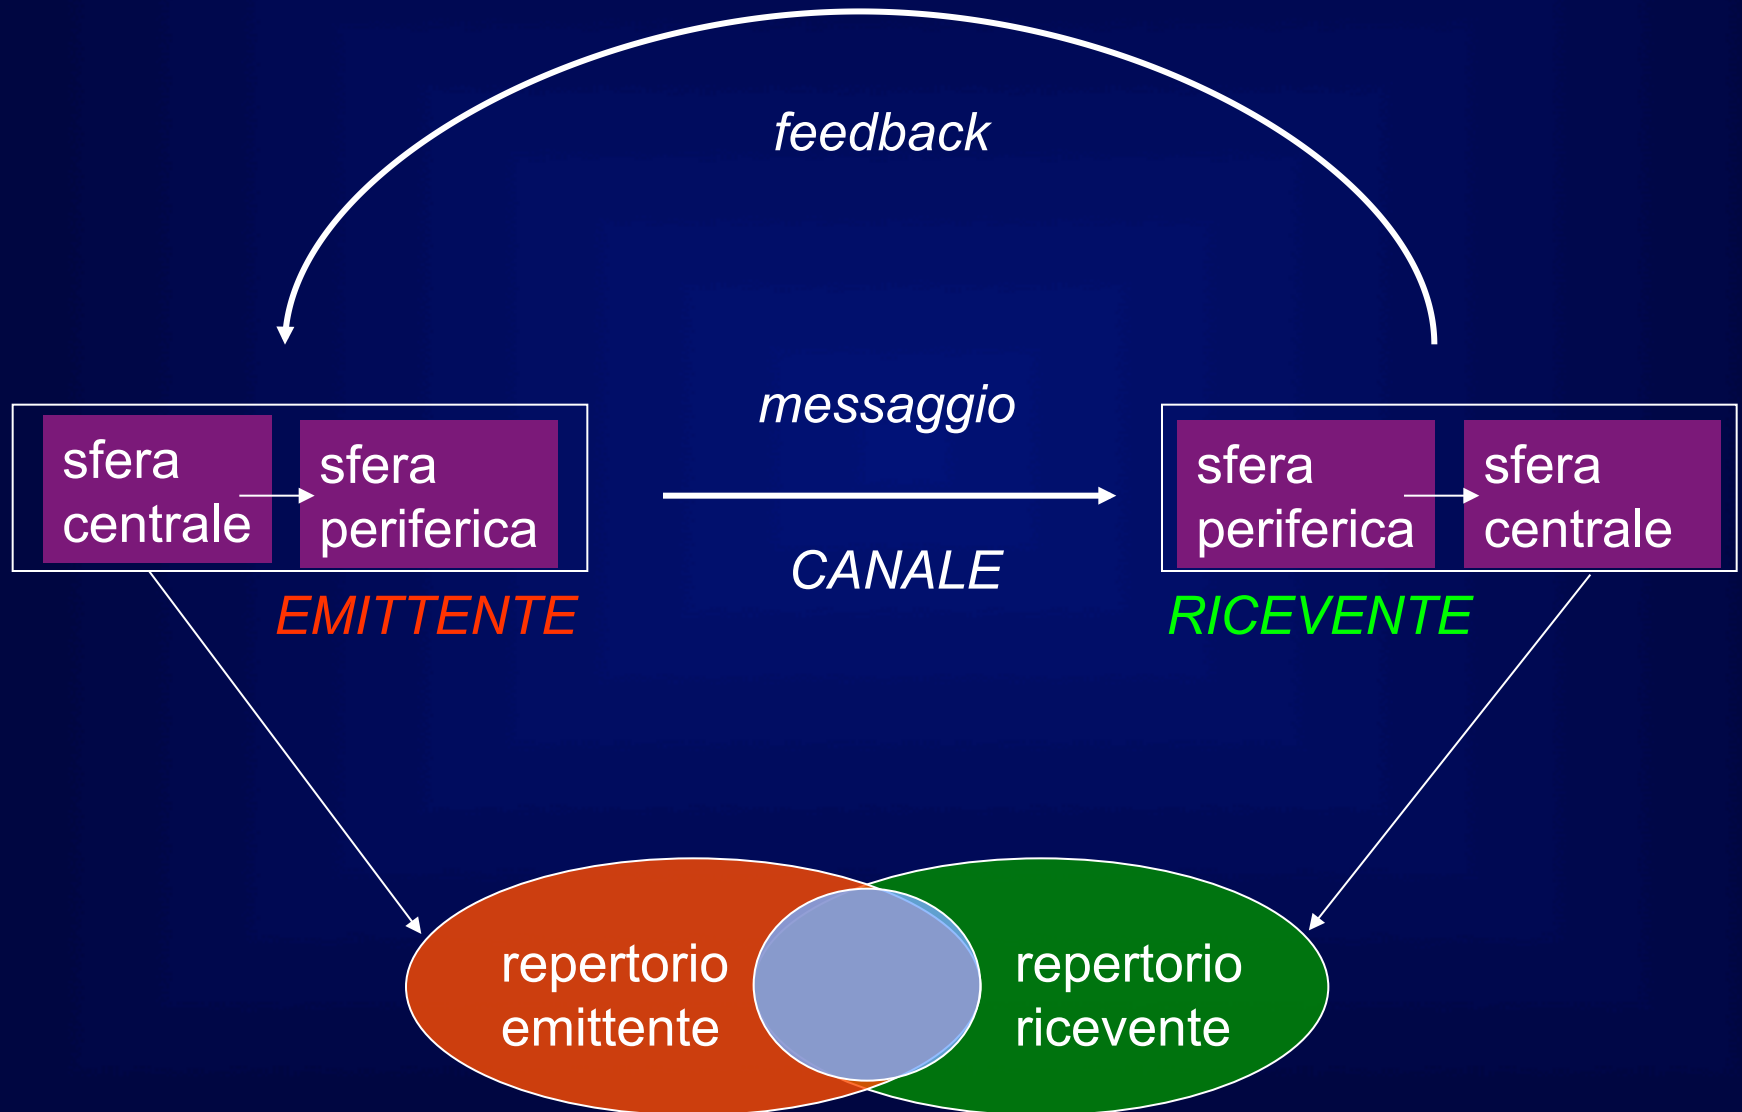 feedback
messaggio
sfera
centrale
sfera
periferica
sfera
periferica
sfera
centrale
CANALE
EMITTENTE
RICEVENTE
repertorio
emittente
repertorio
ricevente